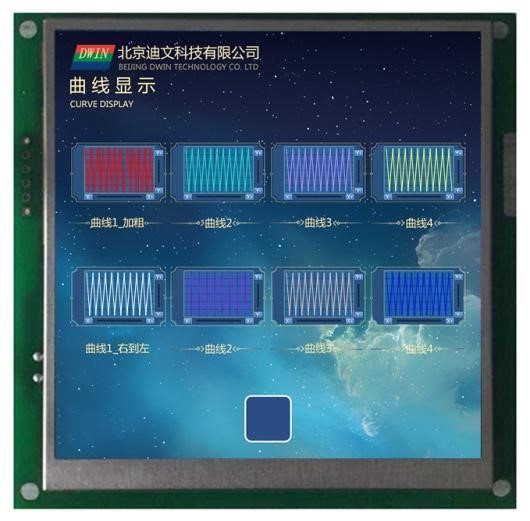 DWIN 北京迪文科技有限公司
BEIJING DWIN TECHNOLOGY CO. LTD
曲线显示
CURVE DISPLAY
曲线1_加粗 曲线2 曲线3 曲线4
曲线1_右到左 曲线2 曲线3 曲线4